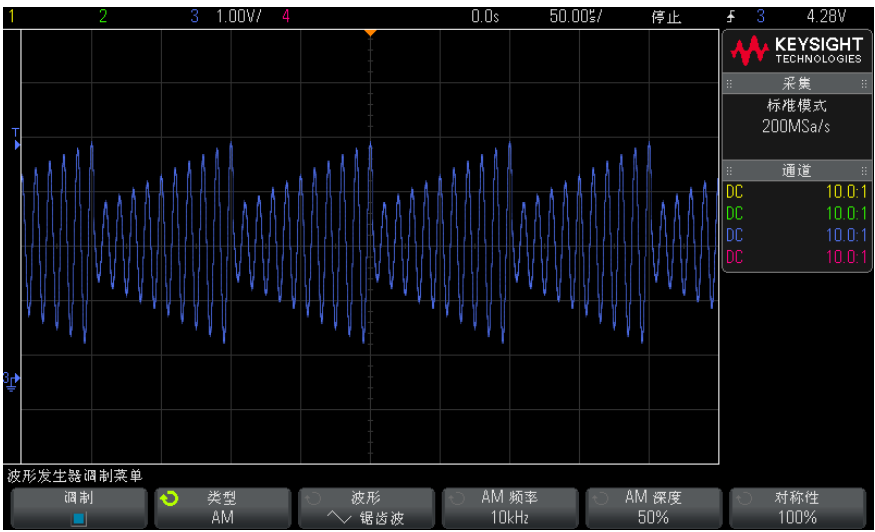 1 2 3 1.00V/ 4 0.0s 50.00µs/ 停止 3 4.28V
KEYSIGHT
TECHNOLOGIES
采集
标准模式
200MSa/s
通道
DC 10.0:1
DC 10.0:1
DC 10.0:1
DC 10.0:1
T
3
波形发生器调制菜单
调制
类型
AM
波形
锯齿波
AM 频率
10kHz
AM 深度
50%
对称性
100%